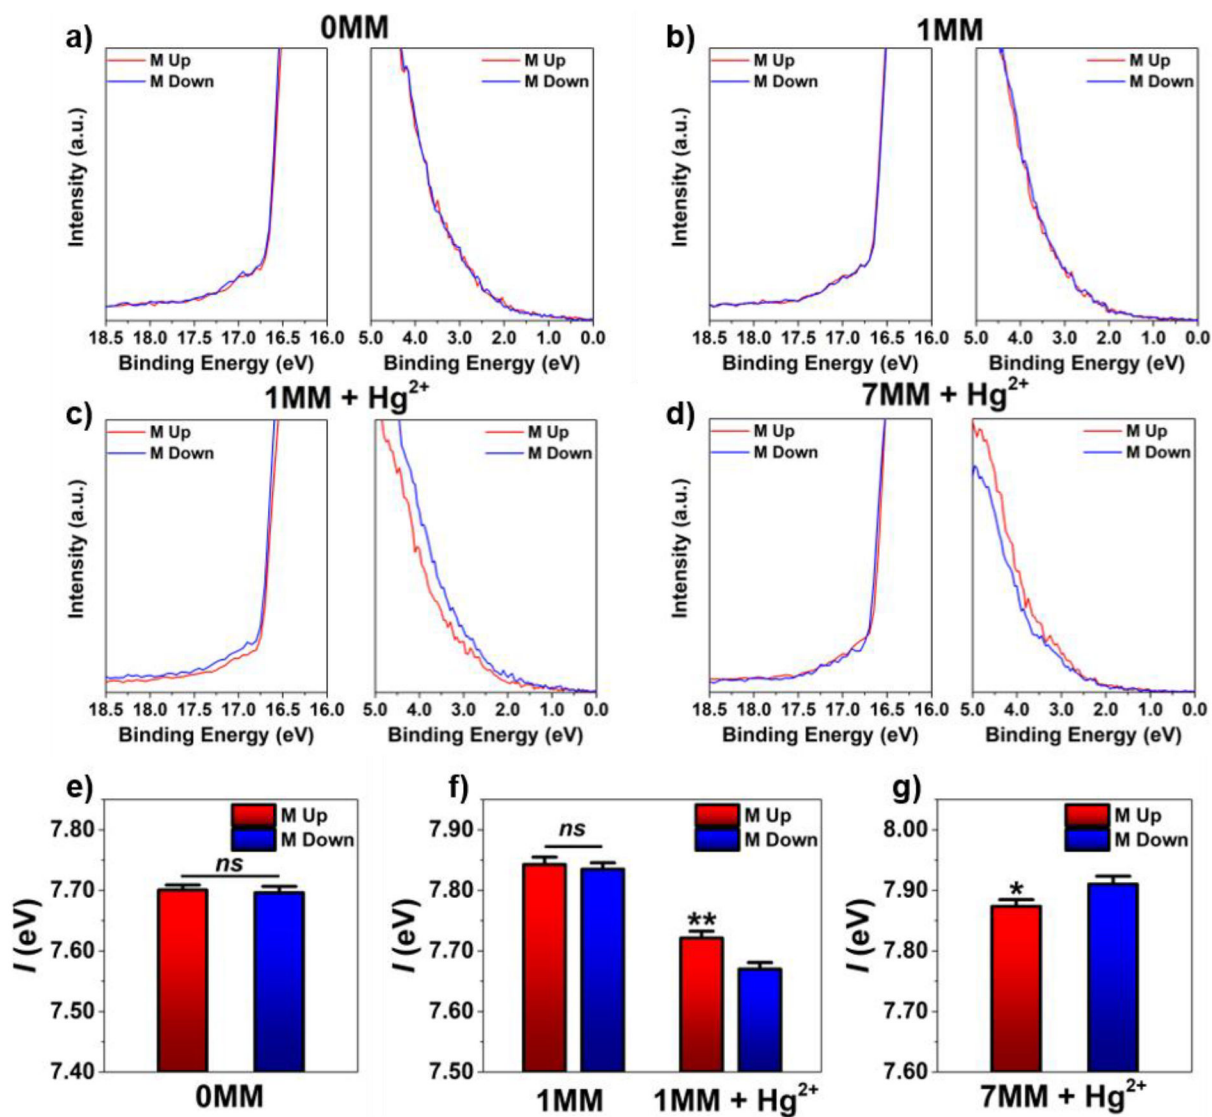 a)
0MM
M Up
M Down
M Up
M Down
Intensity (a.u.)
18.5 18.0 17.5 17.0 16.5 16.0
5.0 4.0 3.0 2.0 1.0 0.0
Binding Energy (eV)
Binding Energy (eV)
b)
1MM
M Up
M Down
M Up
M Down
Intensity (a.u.)
18.5 18.0 17.5 17.0 16.5 16.0
5.0 4.0 3.0 2.0 1.0 0.0
Binding Energy (eV)
Binding Energy (eV)
c)
1MM + Hg²⁺
M Up
M Down
M Up
M Down
Intensity (a.u.)
18.5 18.0 17.5 17.0 16.5 16.0
5.0 4.0 3.0 2.0 1.0 0.0
Binding Energy (eV)
Binding Energy (eV)
d)
7MM + Hg²⁺
M Up
M Down
M Up
M Down
Intensity (a.u.)
18.5 18.0 17.5 17.0 16.5 16.0
5.0 4.0 3.0 2.0 1.0 0.0
Binding Energy (eV)
Binding Energy (eV)
e)
M Up
M Down
ns
7.80
7.70
7.60
7.50
7.40
I (eV)
0MM
f)
M Up
M Down
ns
**
7.90
7.80
7.70
7.60
7.50
I (eV)
1MM 1MM + Hg²⁺
g)
M Up
M Down
*
8.00
7.90
7.80
7.70
7.60
I (eV)
7MM + Hg²⁺